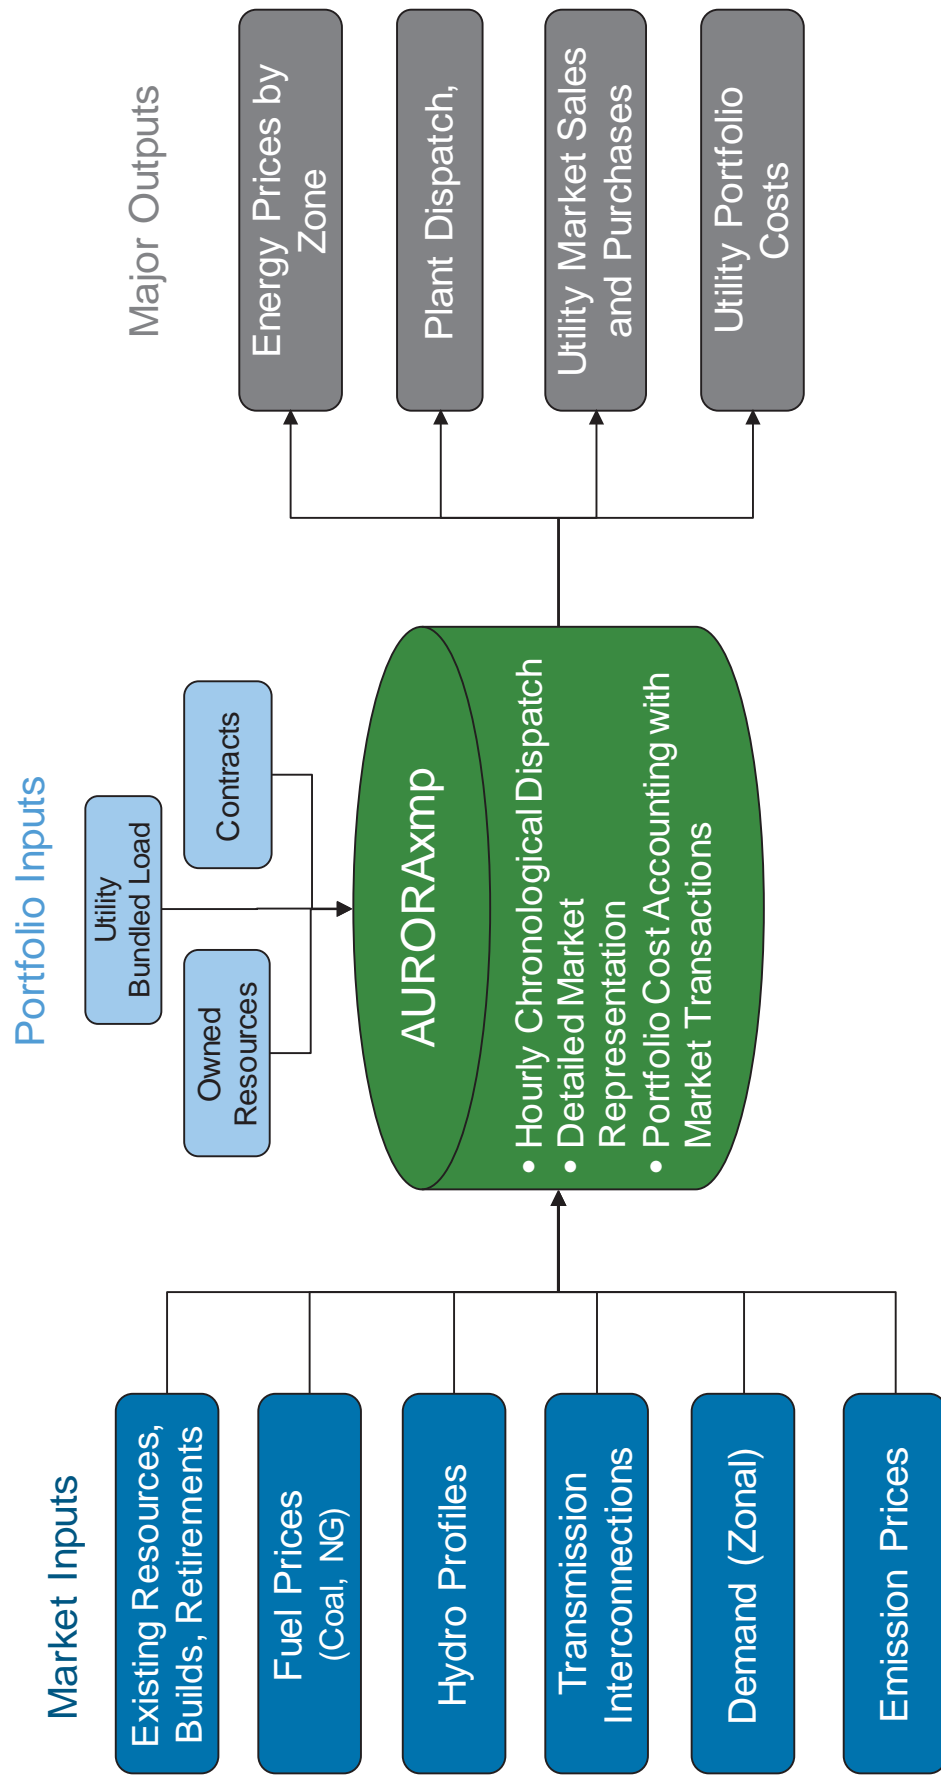 Market Inputs
Existing Resources,
Builds, Retirements
Fuel Prices
(Coal, NG)
Hydro Profiles
Transmission
Interconnections
Demand (Zonal)
Emission Prices
Portfolio Inputs
Utility
Bundled Load
Owned
Resources
Contracts
AURORAxmp
• Hourly Chronological Dispatch
• Detailed Market
Representation
• Portfolio Cost Accounting with
Market Transactions
Major Outputs
Energy Prices by
Zone
Plant Dispatch,
Utility Market Sales
and Purchases
Utility Portfolio
Costs